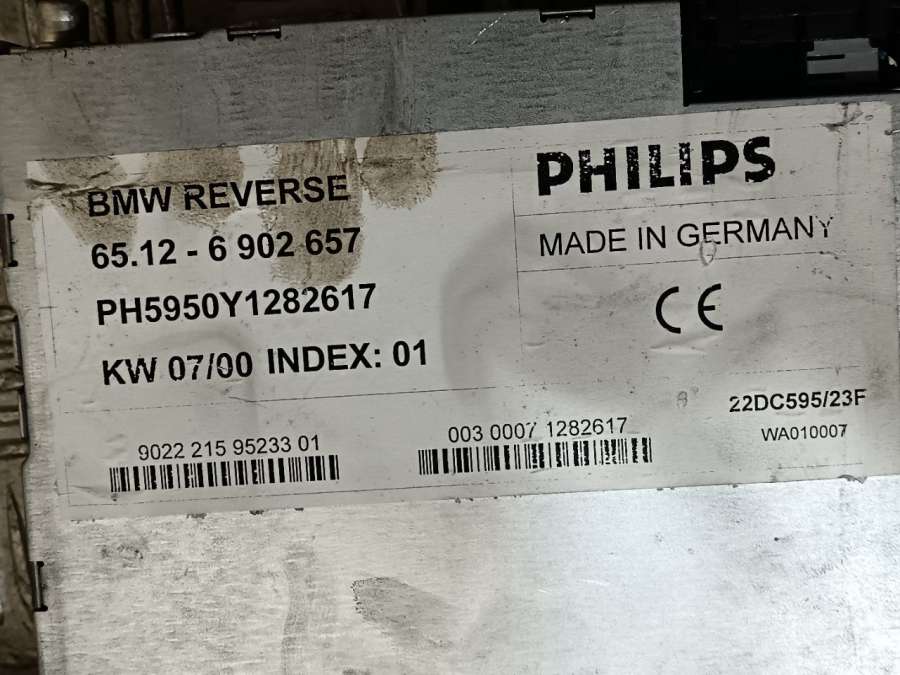 BMW REVERSE
65.12 - 6 902 657
PH5950Y1282617
KW 07/00 INDEX: 01
PHILIPS
MADE IN GERMANY
CE
22DC595/23F
WA010007
9022 215 95233 01
003 0007 1282617